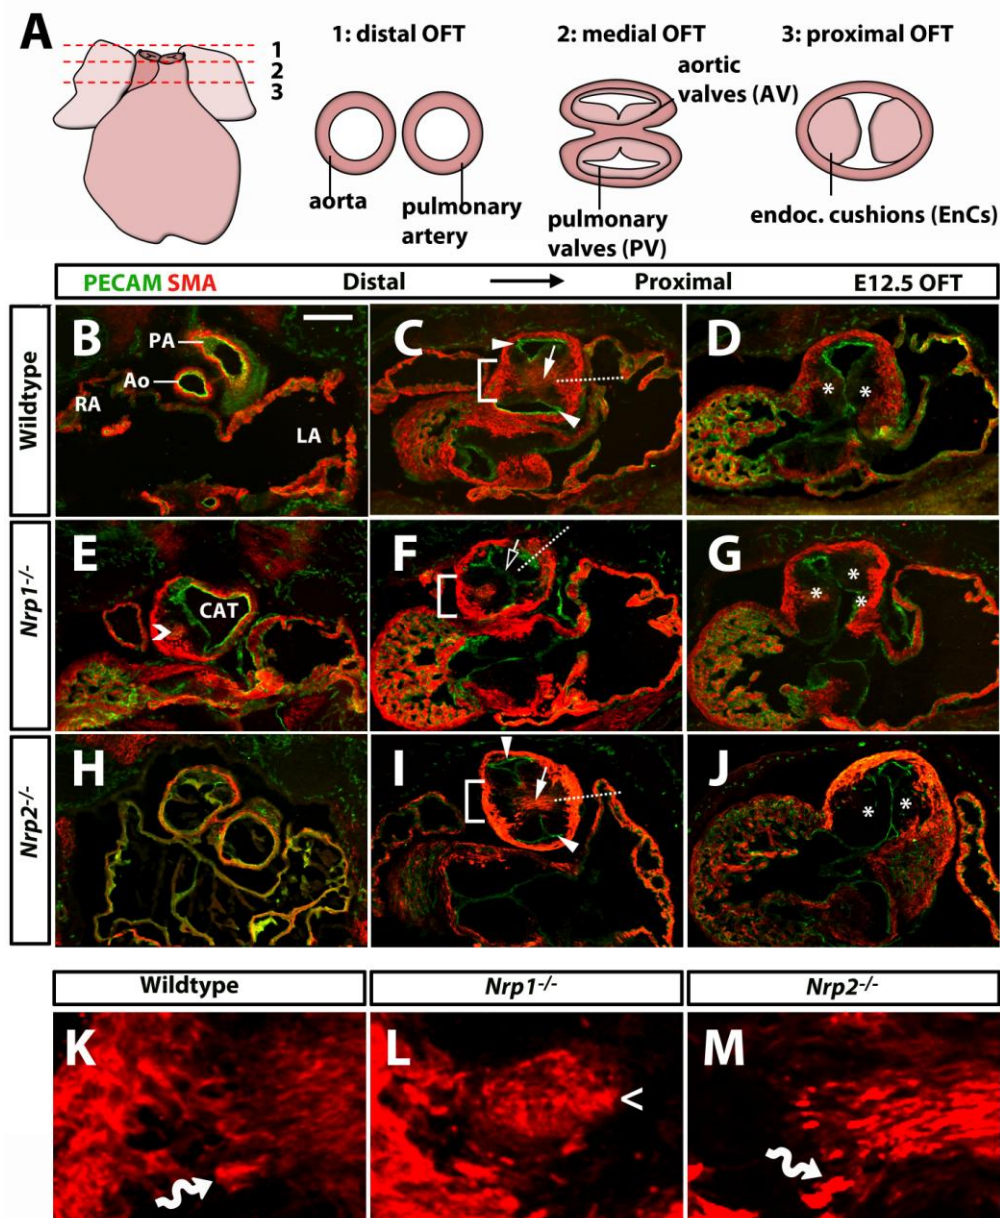 A
1: distal OFT
2: medial OFT
3: proximal OFT
1
2
3
aortic
valves (AV)
aorta
pulmonary
artery
pulmonary
valves (PV)
endoc. cushions (EnCs)
PECAM SMA
Distal
Proximal
E12.5 OFT
Wildtype
B
PA
Ao
RA
LA
C
D
*
*
Nrp1-/-
E
CAT
F
G
*
*
*
Nrp2-/-
H
I
J
*
*
Wildtype
Nrp1-/-
Nrp2-/-
K
L
<
M